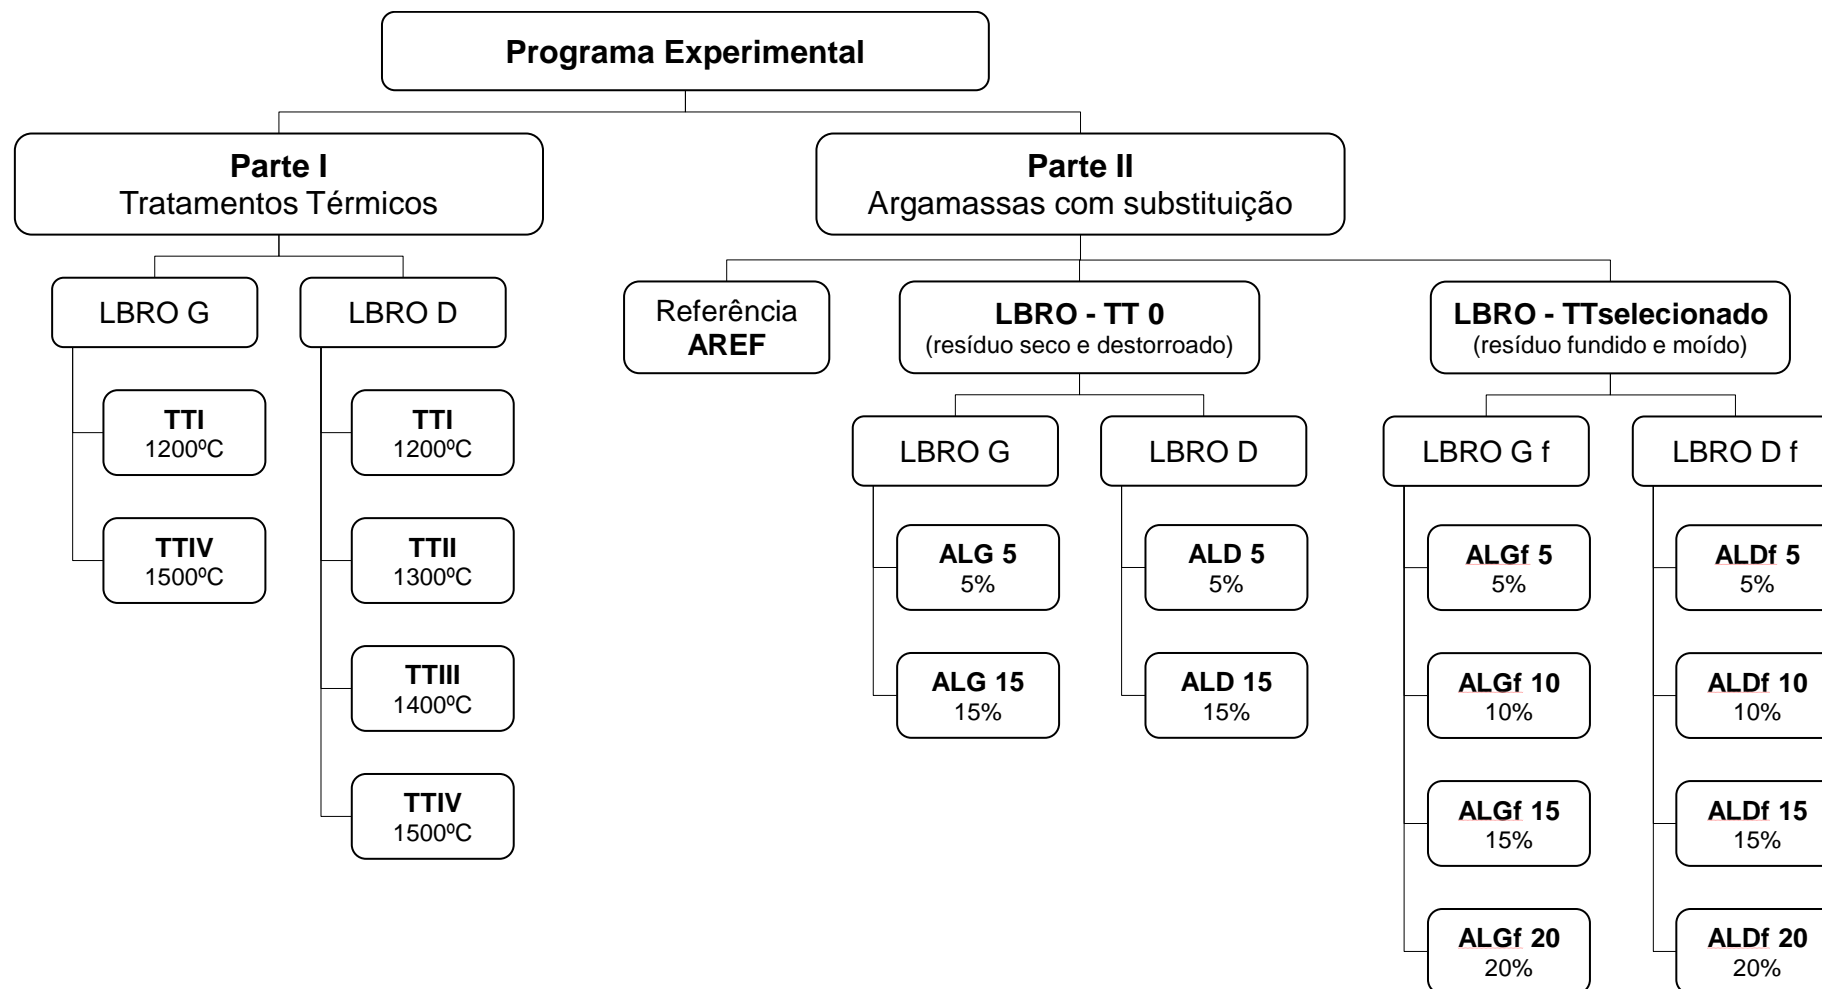 Programa Experimental
Parte I
Tratamentos Térmicos
LBRO G
TTI
1200ºC
TTIV
1500ºC
LBRO D
TTI
1200ºC
TTII
1300ºC
TTIII
1400ºC
TTIV
1500ºC
Parte II
Argamassas com substituição
Referência
AREF
LBRO - TT 0
(resíduo seco e destorroado)
LBRO G
ALG 5
5%
ALG 15
15%
LBRO D
ALD 5
5%
ALD 15
15%
LBRO - TTselecionado
(resíduo fundido e moído)
LBRO G f
ALGf 5
5%
ALGf 10
10%
ALGf 15
15%
ALGf 20
20%
LBRO D f
ALDf 5
5%
ALDf 10
10%
ALDf 15
15%
ALDf 20
20%